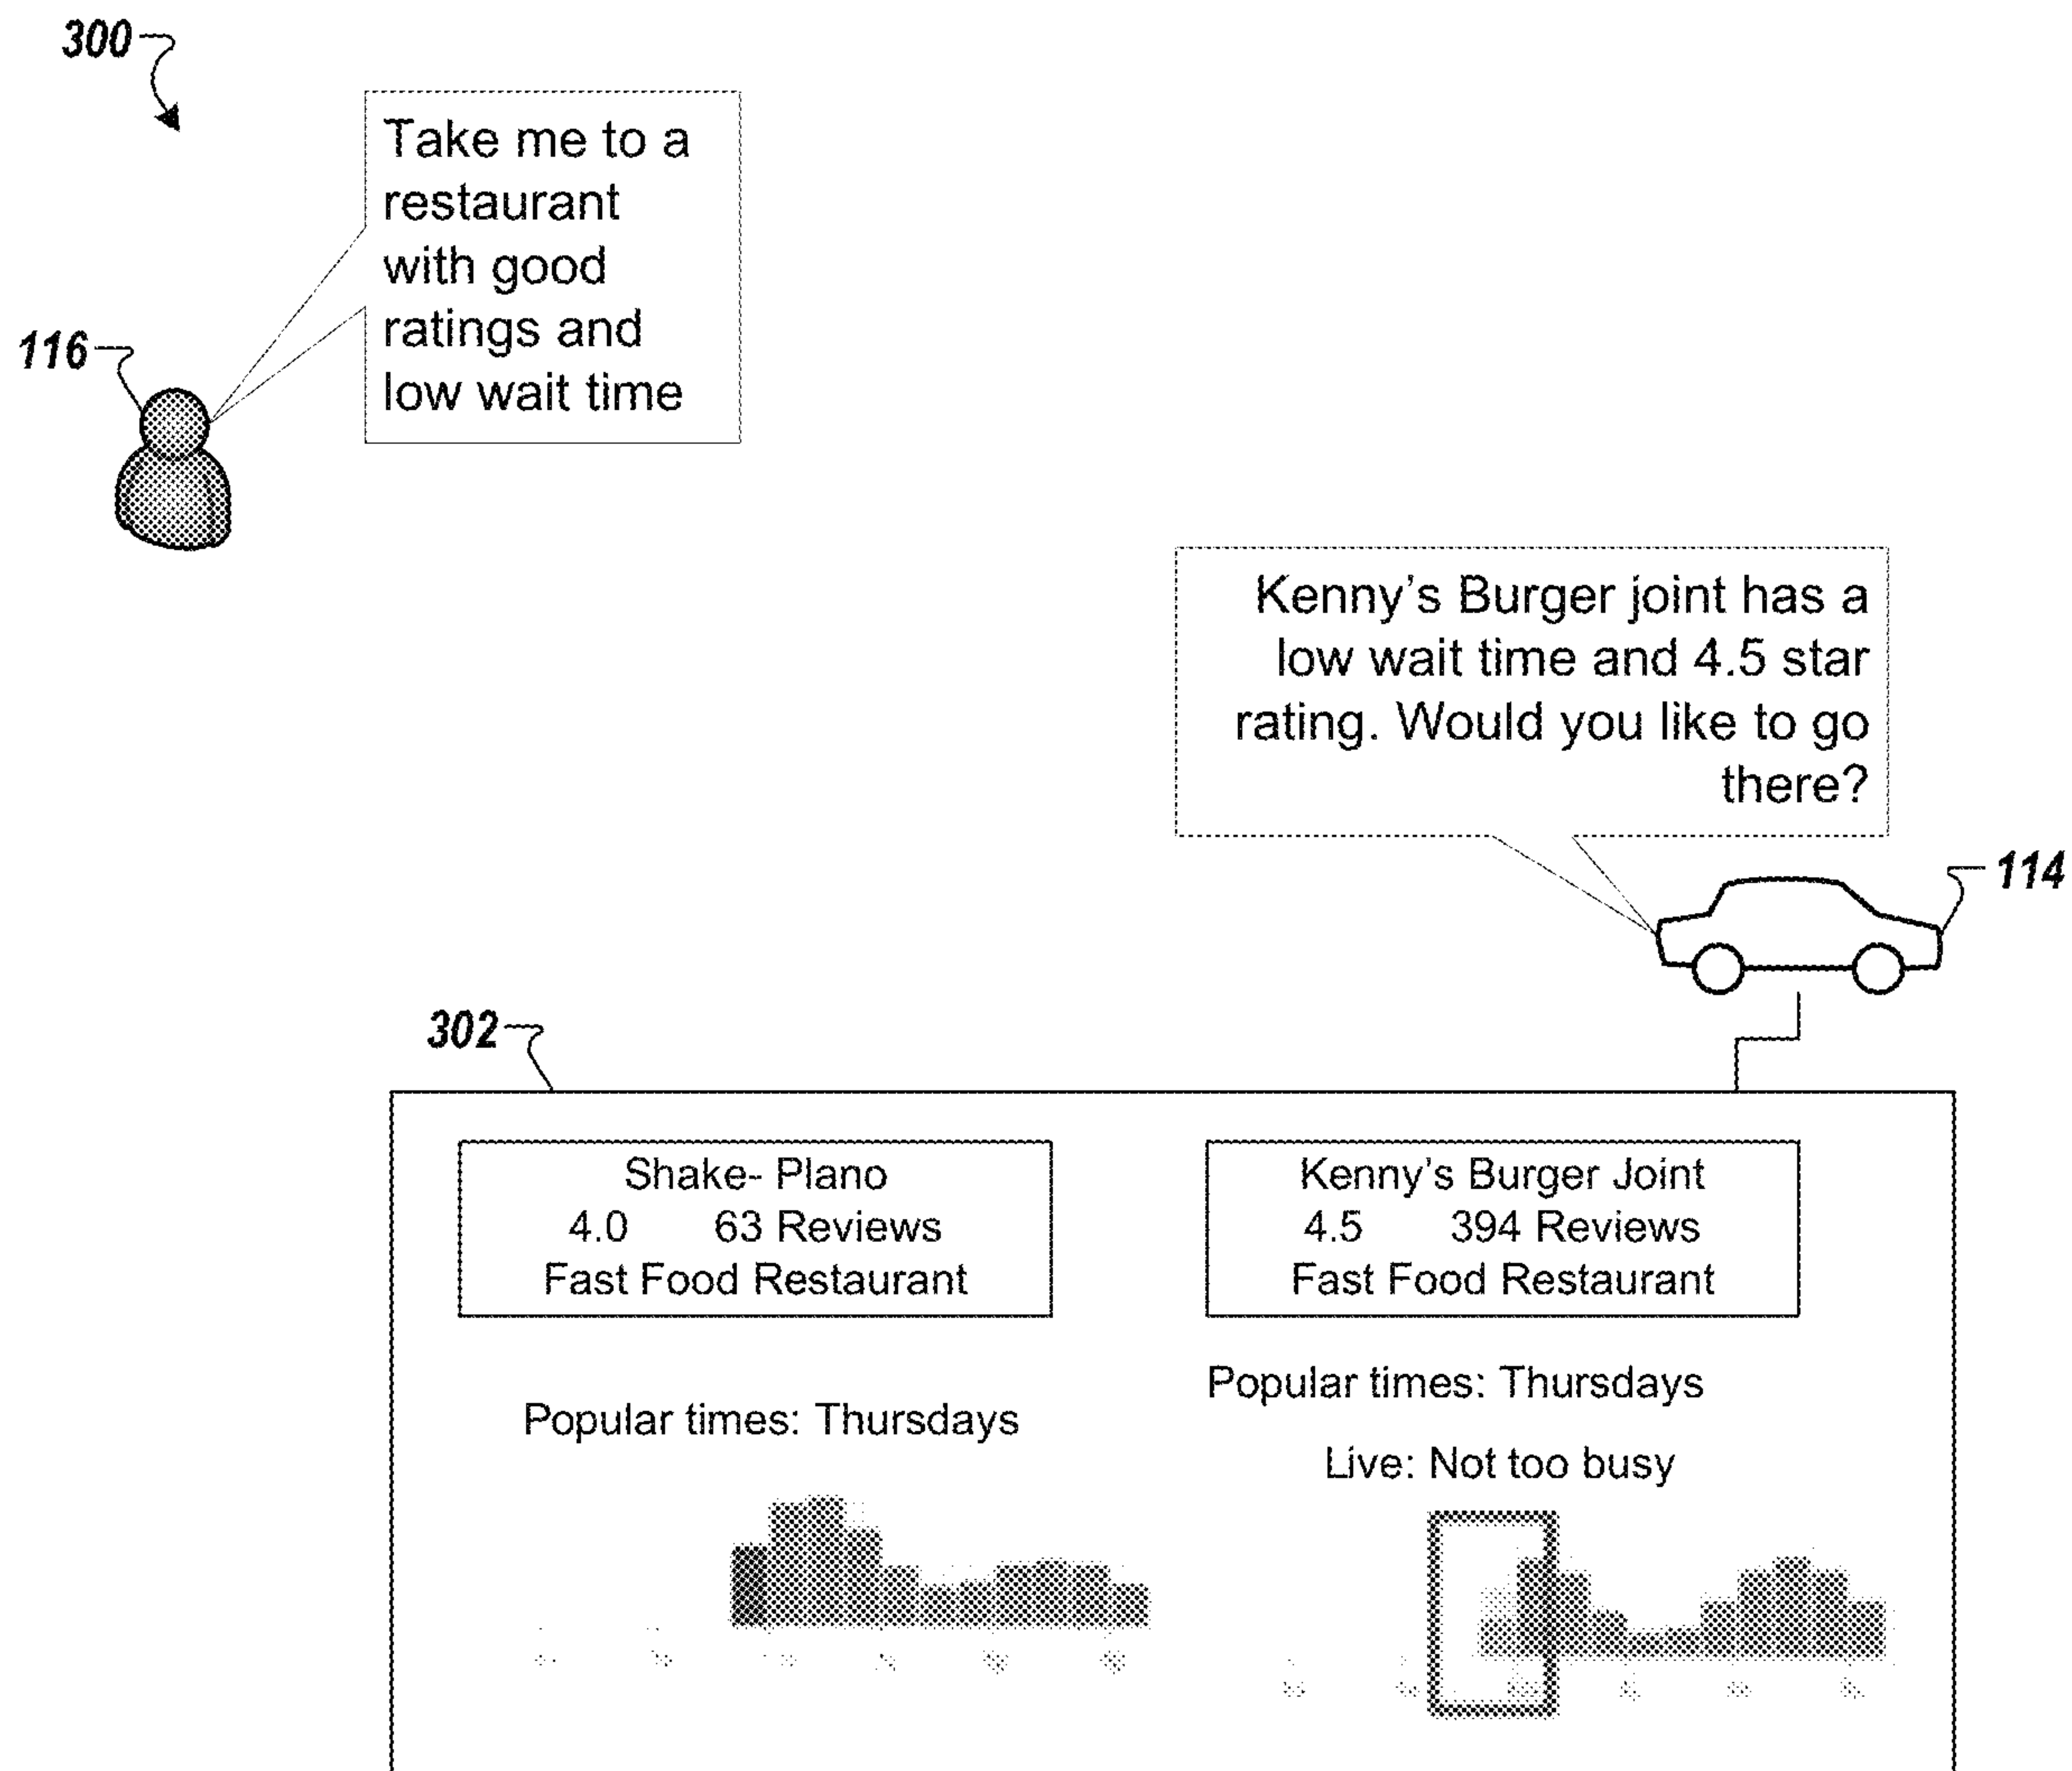 300
Take me to a
restaurant
with good
ratings and
low wait time
116
Kenny's Burger joint has a
low wait time and 4.5 star
rating. Would you like to go
there?
114
302
Shake- Plano
4.0 63 Reviews
Fast Food Restaurant
Kenny's Burger Joint
4.5 394 Reviews
Fast Food Restaurant
Popular times: Thursdays
Popular times: Thursdays
Live: Not too busy